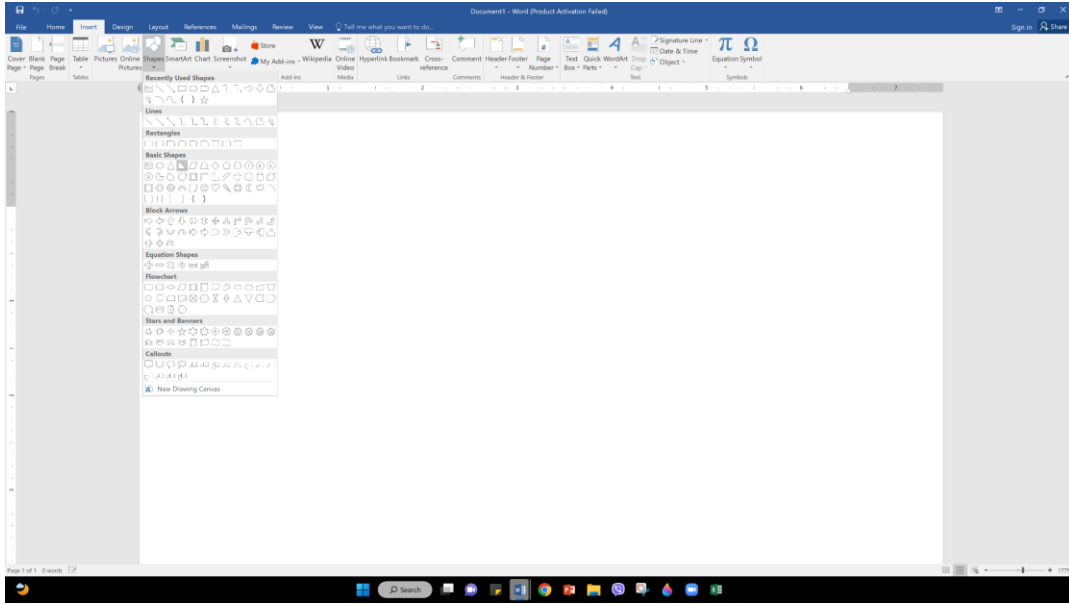 Document1 - Word (Product Activation Failed)
File Home Insert Design Layout References Mailings Review View Tell me what you want to do... Sign in Share
Cover Page Blank Page Page Break Table Pictures Online Pictures Shapes SmartArt Chart Screenshot Store My Add-ins Wikipedia Online Video Hyperlink Bookmark Cross-reference Comment Header Footer Page Number Text Box Quick Parts WordArt Drop Cap Signature Line Date & Time Object Equation Symbol
Pages Tables Add-ins Media Links Comments Header & Footer Text Symbols
Recently Used Shapes
Lines
Rectangles
Basic Shapes
Block Arrows
Equation Shapes
Flowchart
Stars and Banners
Callouts
New Drawing Canvas
Page 1 of 1 0 words
Search